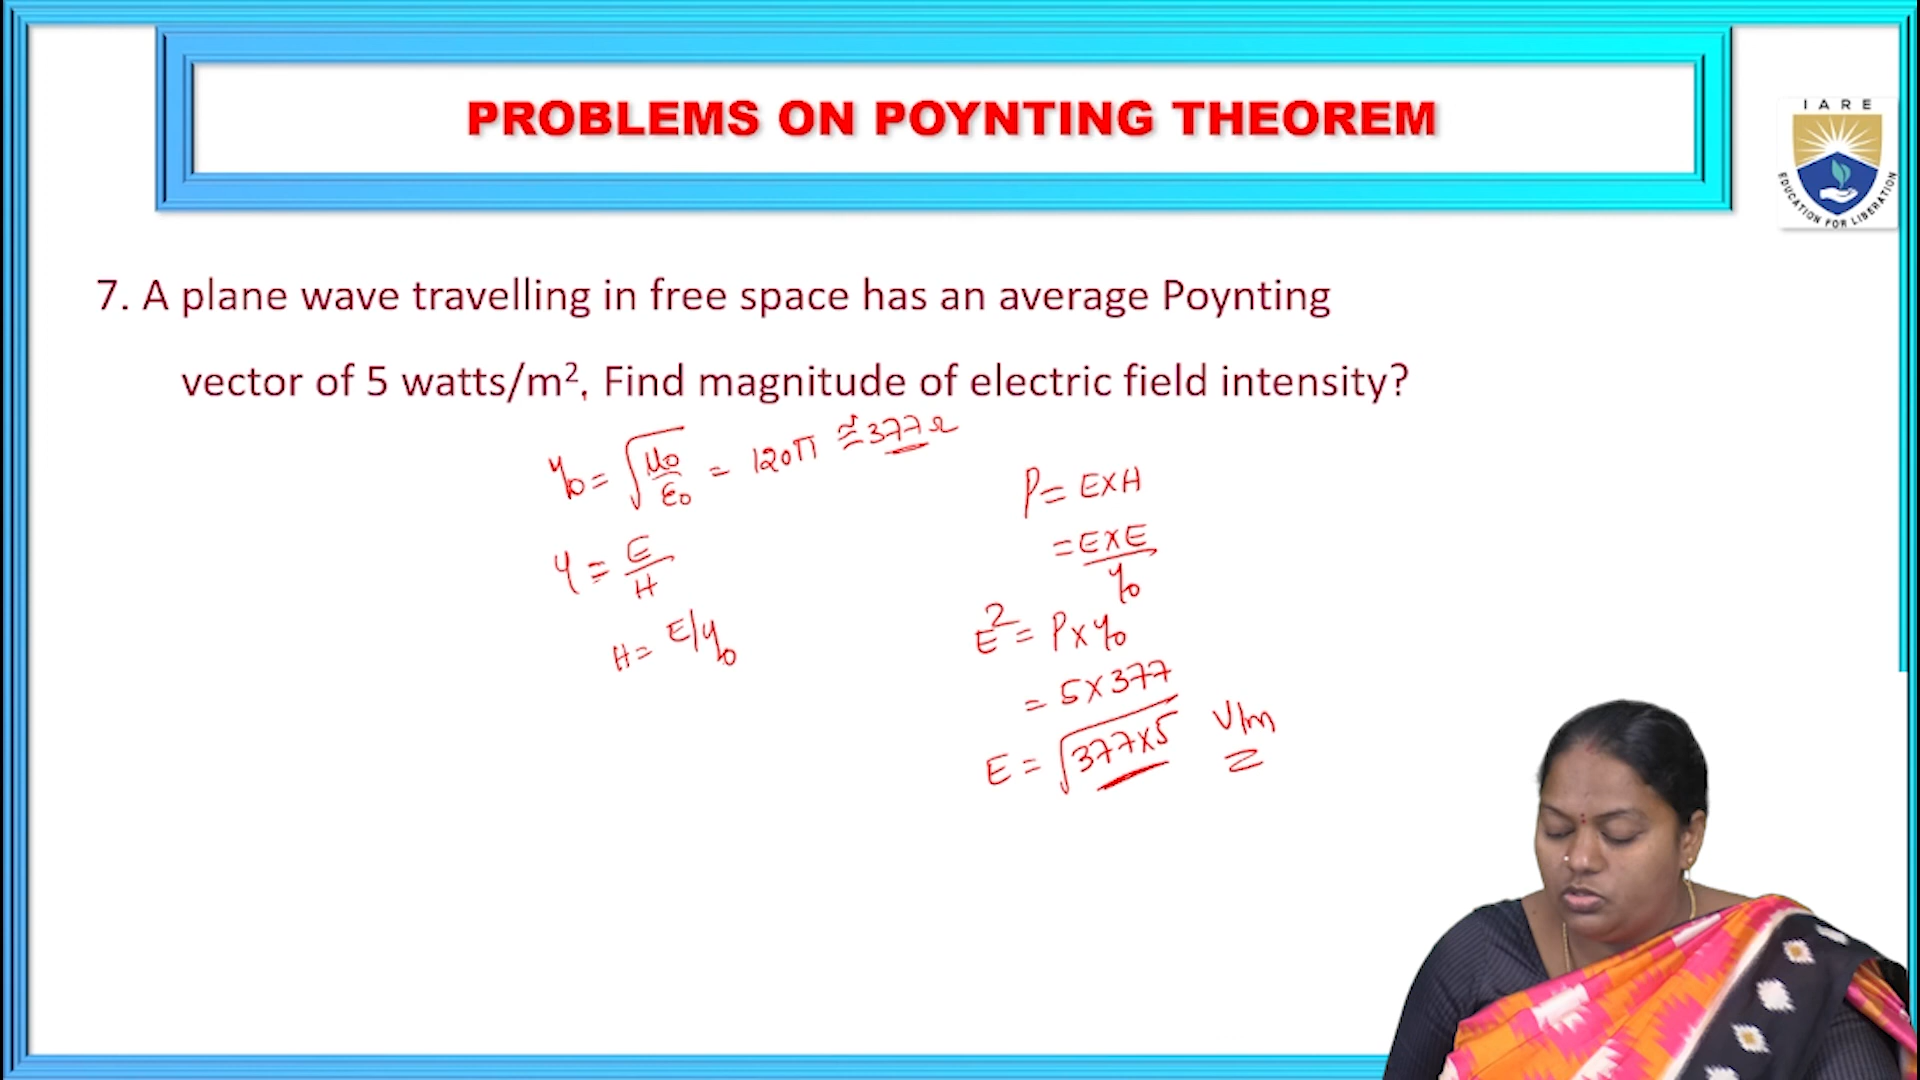 PROBLEMS ON POYNTING THEOREM
IARE
EDUCATION FOR LIBERATION
7. A plane wave travelling in free space has an average Poynting
vector of 5 watts/m². Find magnitude of electric field intensity?
η₀ = √(μ₀/ε₀) = 120π ≅ 377Ω
η = E/H
H = E/η₀
P = E×H
= E×E/η₀
E² = P×η₀
= 5×377
E = √(377×5) V/m